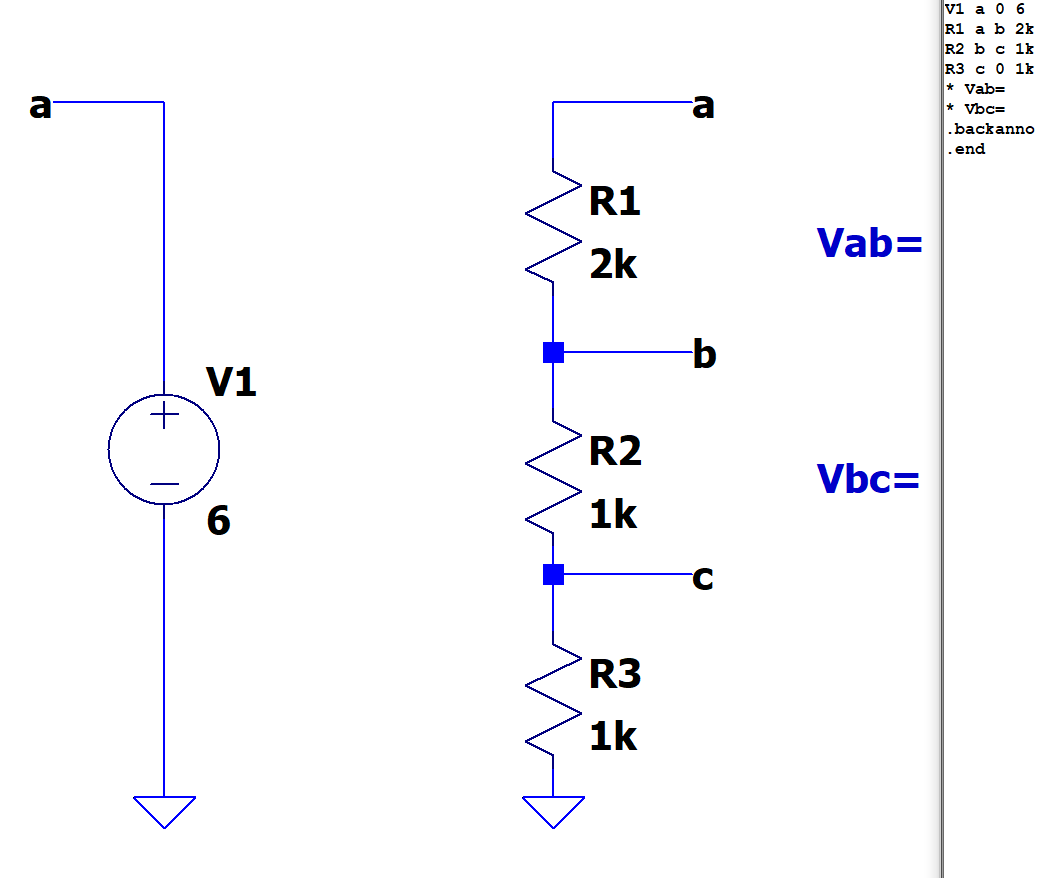 a
a
R1
2k
Vab=
b
V1
6
R2
1k
Vbc=
c
R3
1k
V1 a 0 6
R1 a b 2k
R2 b c 1k
R3 c 0 1k
* Vab=
* Vbc=
.backanno
.end